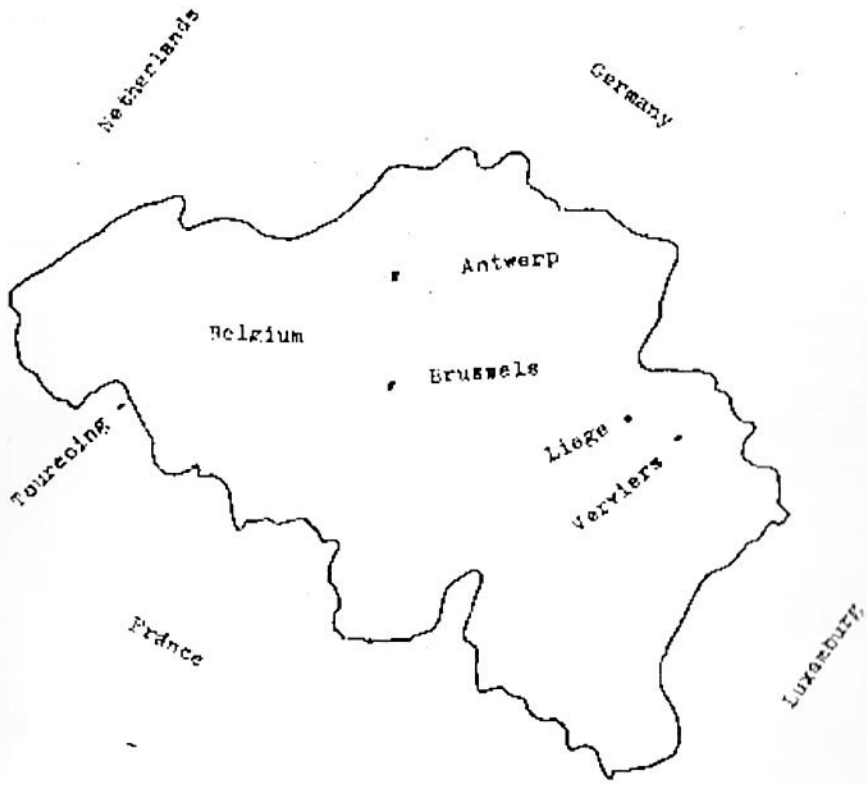 Netherlands
Germany
Antwerp
Belgium
Brussels
Liege
Tourcoing
Verviers
France
Luxemburg